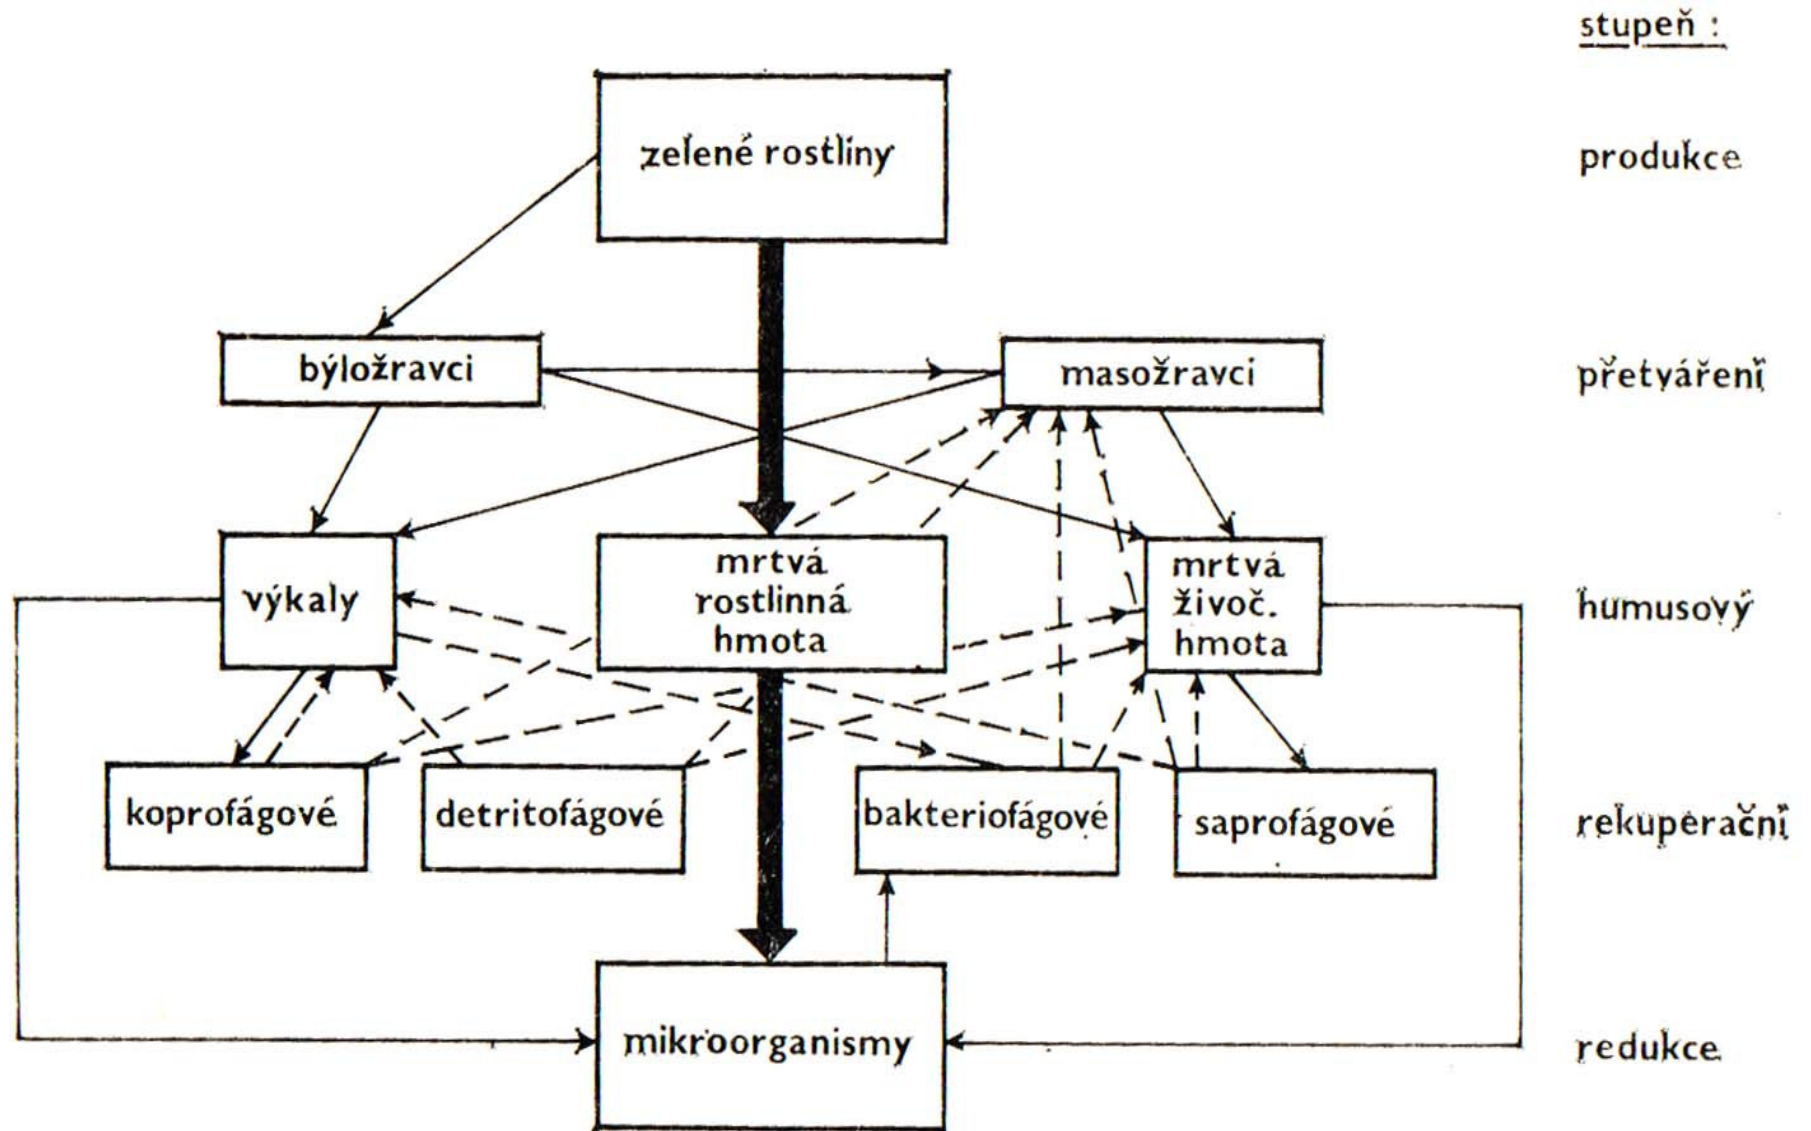 stupeň :
zelené rostliny
produkce
býložravci
masožravci
přetváření
výkaly
mrtvá
rostlinná
hmota
mrtvá
živoč.
hmota
humusový
koprofágové
detritofágové
bakteriofágové
saprofágové
rekuperační
mikroorganismy
redukce